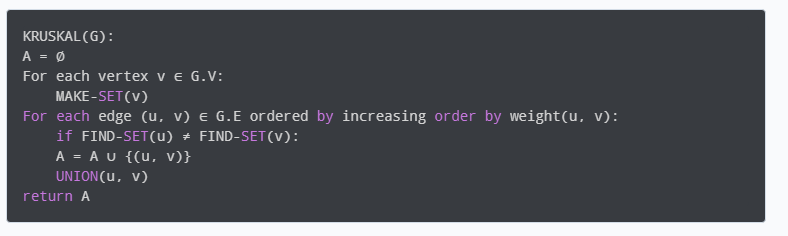 KRUSKAL(G):
A = ∅
For each vertex v ∈ G.V:
    MAKE-SET(v)
For each edge (u, v) ∈ G.E ordered by increasing order by weight(u, v):
    if FIND-SET(u) ≠ FIND-SET(v):
    A = A ∪ {(u, v)}
    UNION(u, v)
return A